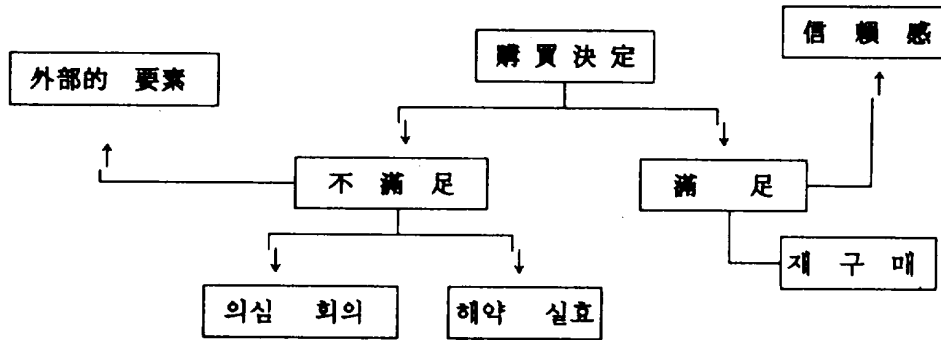 信 賴 感
購 買 決 定
外部的 要素
不 滿 足
滿 足
재 구 매
의심 회의
해약 실효